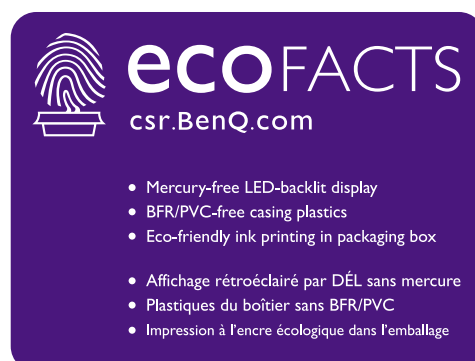 ecoFACTS
csr.BenQ.com
• Mercury-free LED-backlit display
• BFR/PVC-free casing plastics
• Eco-friendly ink printing in packaging box
• Affichage rétroéclairé par DÉL sans mercure
• Plastiques du boîtier sans BFR/PVC
• Impression à l'encre écologique dans l'emballage